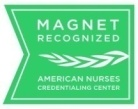 MAGNET
RECOGNIZED
AMERICAN NURSES
CREDENTIALING CENTER